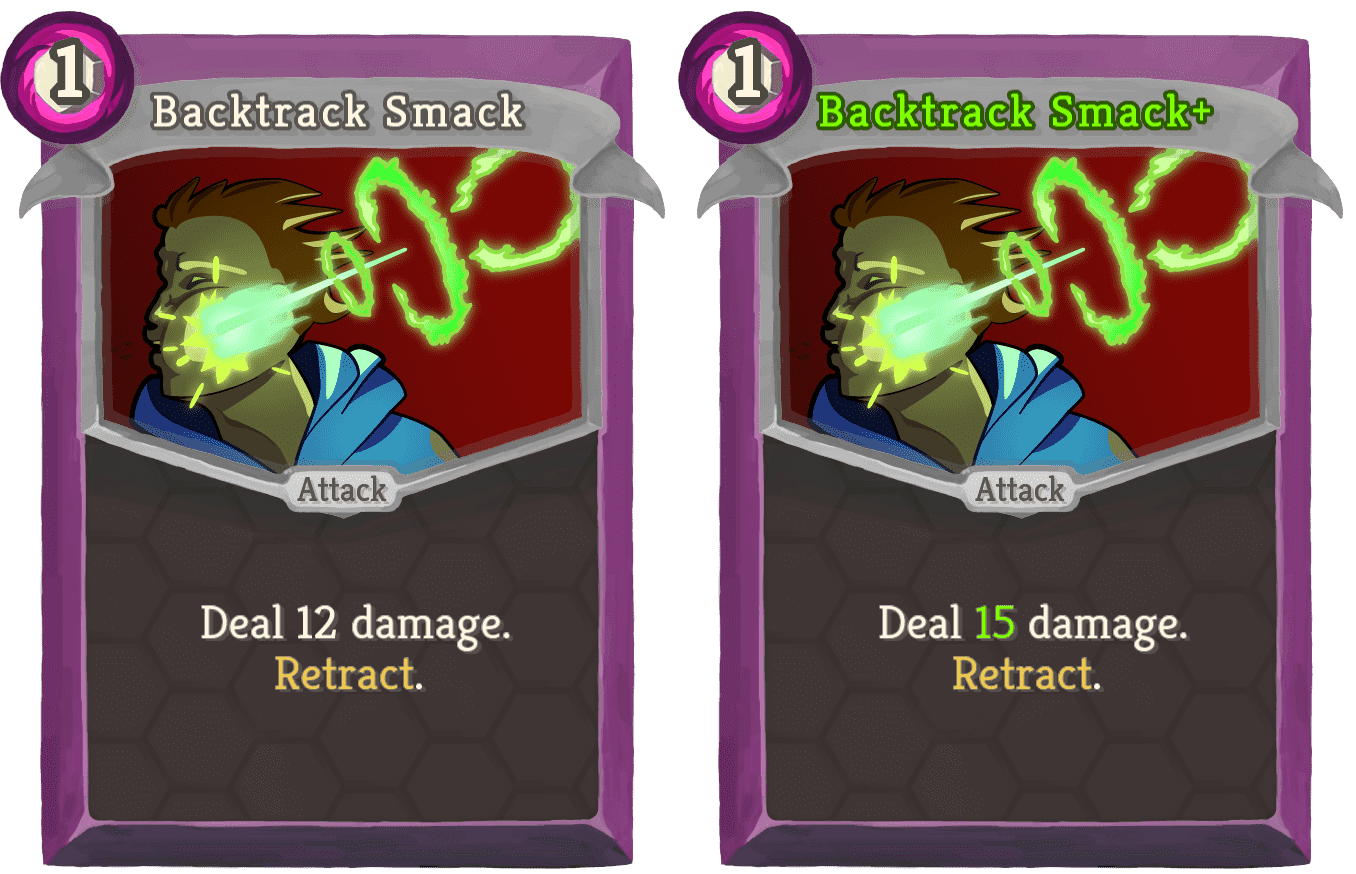 1
Backtrack Smack
Attack
Deal 12 damage.
Retract.
1
Backtrack Smack+
Attack
Deal 15 damage.
Retract.